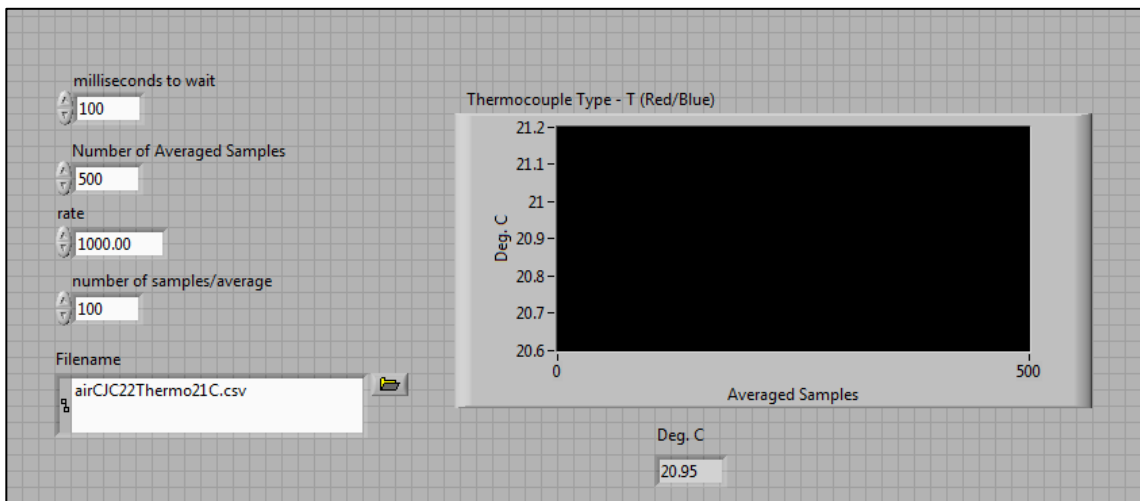 milliseconds to wait
100
Number of Averaged Samples
500
rate
1000.00
number of samples/average
100
Filename
airCJC22Thermo21C.csv
Thermocouple Type - T (Red/Blue)
21.2
21.1
21
20.9
20.8
20.7
20.6
Deg. C
0
500
Averaged Samples
Deg. C
20.95